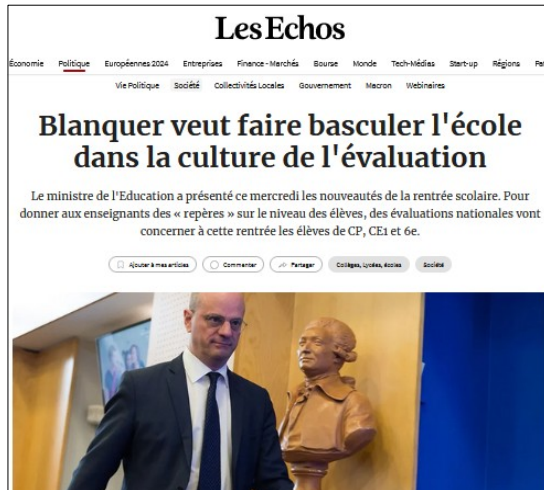 Les Echos
Économie Politique Européennes 2024 Entreprises Finance - Marchés Bourse Monde Tech-Médias Start-up Régions
Vie Politique Société Collectivités Locales Gouvernement Macron Webinaires
Blanquer veut faire basculer l'école
dans la culture de l'évaluation
Le ministre de l'Education a présenté ce mercredi les nouveautés de la rentrée scolaire. Pour
donner aux enseignants des « repères » sur le niveau des élèves, des évaluations nationales vont
concerner à cette rentrée les élèves de CP, CE1 et 6e.
Ajouter à mes articles Commenter Partager Collèges, Lycées, écoles Société